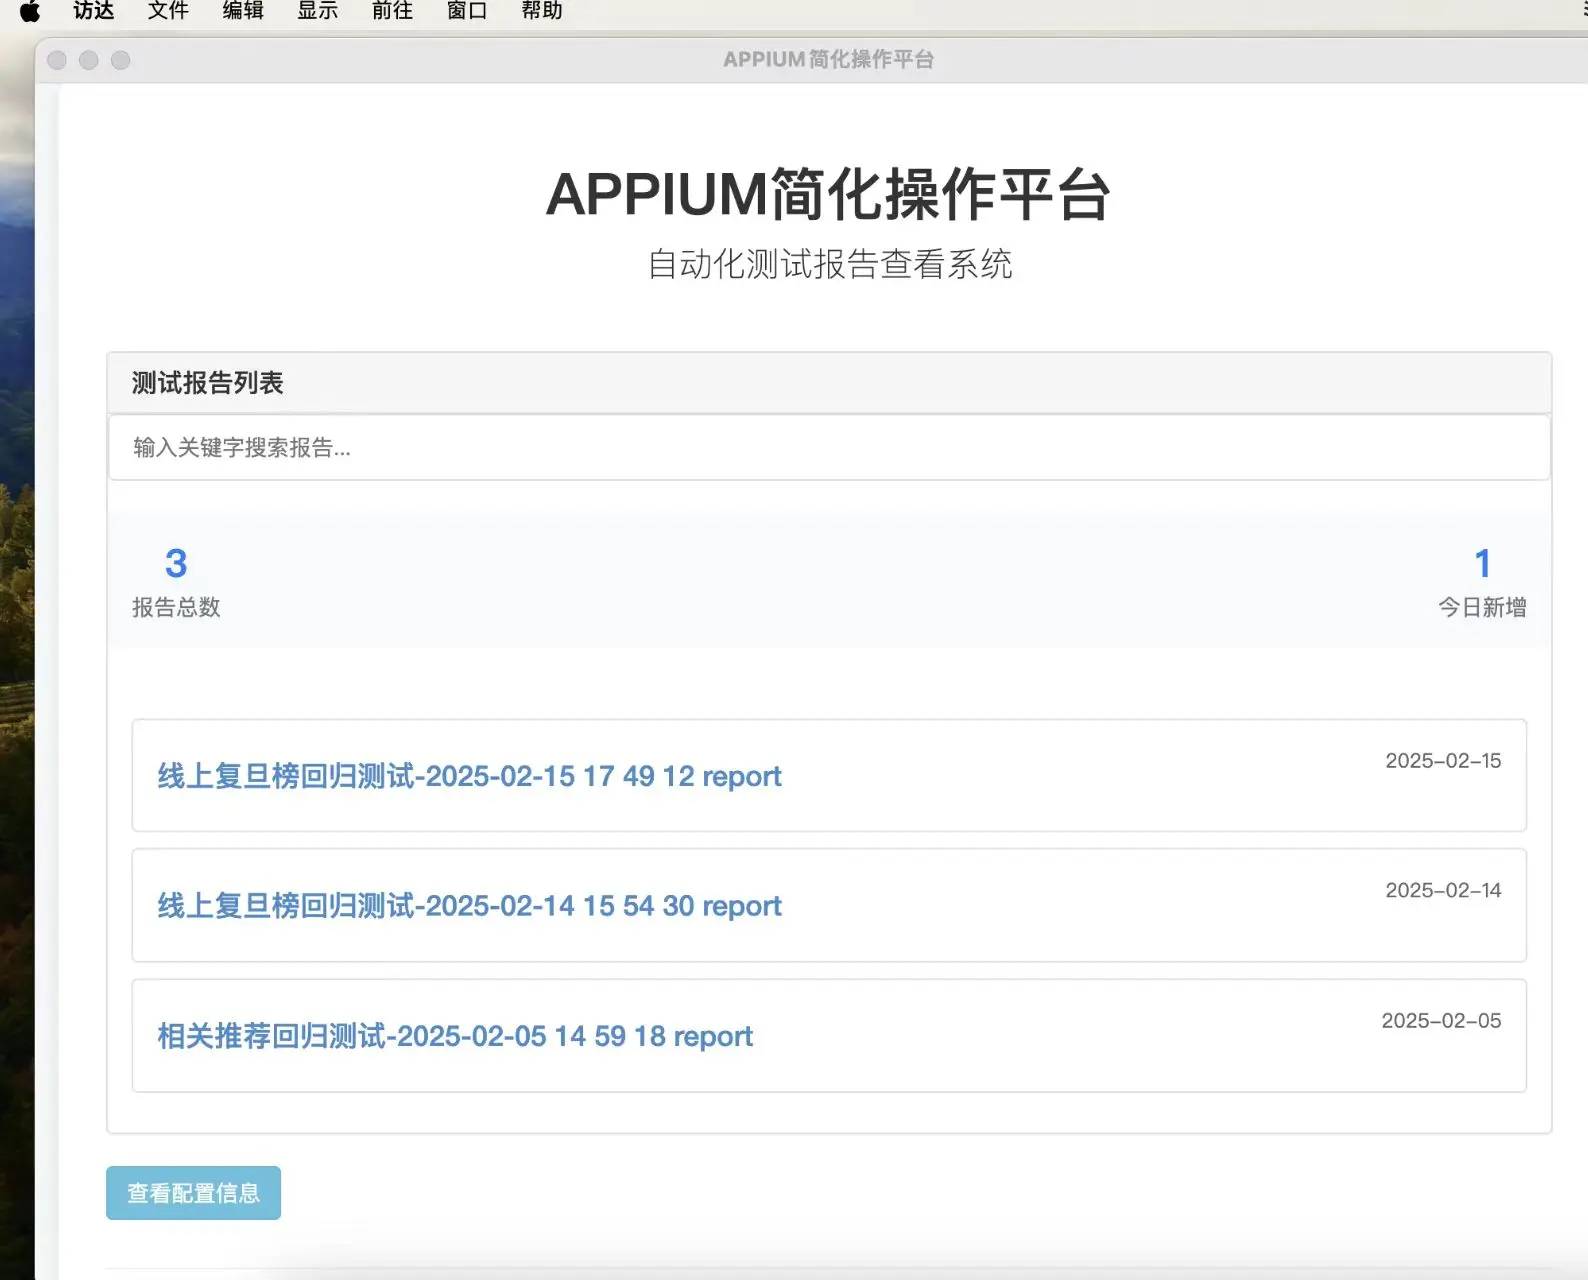 访达 文件 编辑 显示 前往 窗口 帮助
APPIUM简化操作平台
APPIUM简化操作平台
自动化测试报告查看系统
测试报告列表
输入关键字搜索报告...
3 1
报告总数 今日新增
线上复旦榜回归测试-2025-02-15 17 49 12 report 2025-02-15
线上复旦榜回归测试-2025-02-14 15 54 30 report 2025-02-14
相关推荐回归测试-2025-02-05 14 59 18 report 2025-02-05
查看配置信息